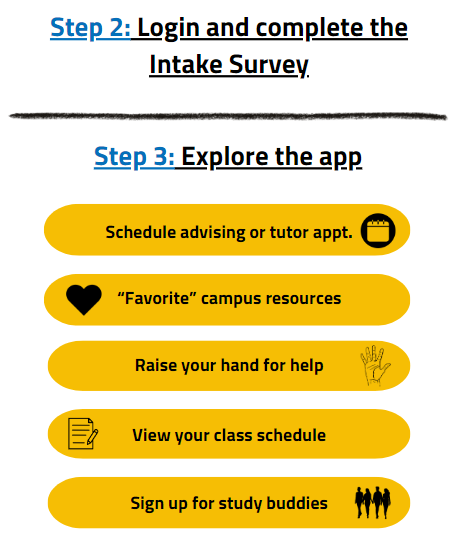 Step 2: Login and complete the
Intake Survey
Step 3: Explore the app
Schedule advising or tutor appt.
“Favorite” campus resources
Raise your hand for help
View your class schedule
Sign up for study buddies